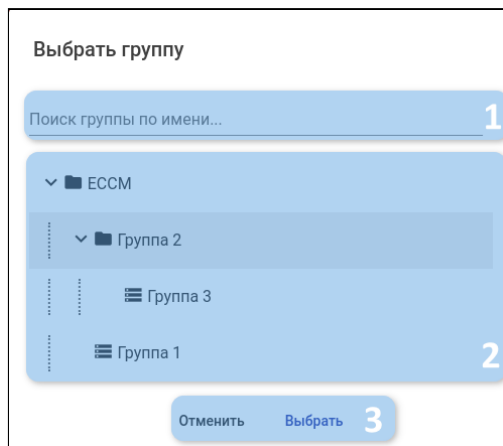 Выбрать группу
Поиск группы по имени... 1
ECCM
Группа 2
Группа 3
Группа 1
2
Отменить Выбрать 3